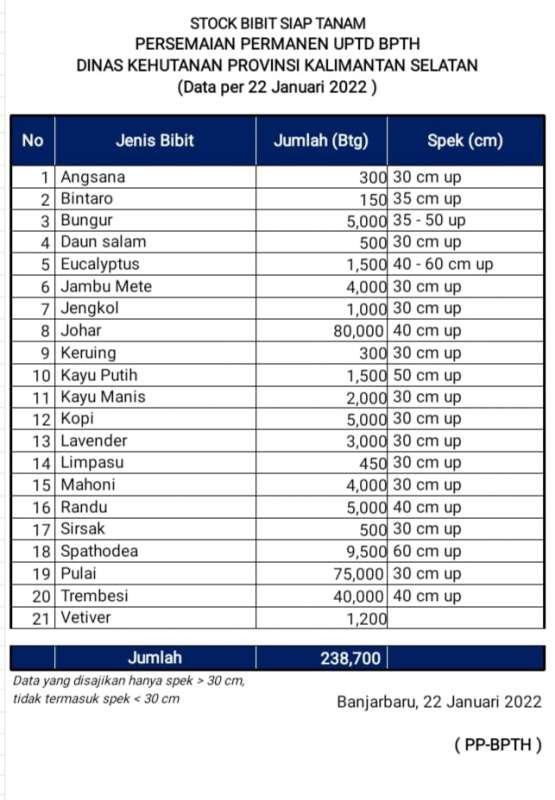 STOCK BIBIT SIAP TANAM
PERSEMAIAN PERMANEN UPTD BPTH
DINAS KEHUTANAN PROVINSI KALIMANTAN SELATAN
(Data per 22 Januari 2022 )
No Jenis Bibit Jumlah (Btg) Spek (cm)
1 Angsana 300 30 cm up
2 Bintaro 150 35 cm up
3 Bungur 5,000 35 - 50 up
4 Daun salam 500 30 cm up
5 Eucalyptus 1,500 40 - 60 cm up
6 Jambu Mete 4,000 30 cm up
7 Jengkol 1,000 30 cm up
8 Johar 80,000 40 cm up
9 Keruing 300 30 cm up
10 Kayu Putih 1,500 50 cm up
11 Kayu Manis 2,000 30 cm up
12 Kopi 5,000 30 cm up
13 Lavender 3,000 30 cm up
14 Limpasu 450 30 cm up
15 Mahoni 4,000 30 cm up
16 Randu 5,000 40 cm up
17 Sirsak 500 30 cm up
18 Spathodea 9,500 60 cm up
19 Pulai 75,000 30 cm up
20 Trembesi 40,000 40 cm up
21 Vetiver 1,200
Jumlah 238,700
Data yang disajikan hanya spek > 30 cm,
tidak termasuk spek < 30 cm
Banjarbaru, 22 Januari 2022
( PP-BPTH )